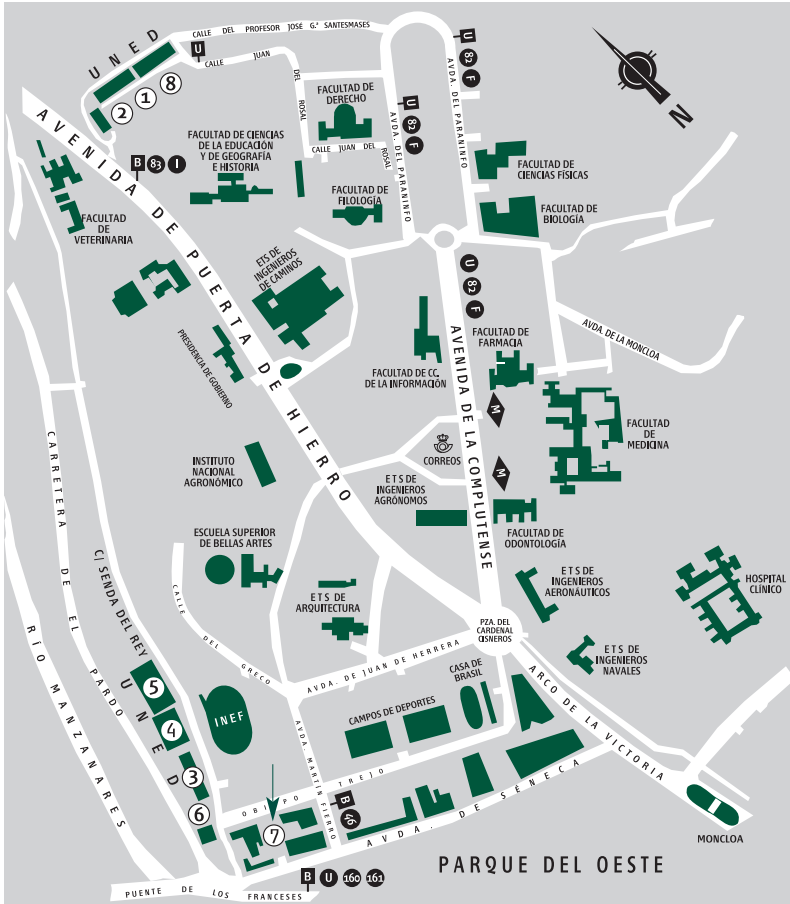 CALLE DEL PROFESOR JOSÉ G.ª SANTESMASES
UNED
U
CALLE JUAN
DEL ROSAL
2
1
8
U
82
F
AVDA. DEL PARANINFO
U
82
F
AVDA. DEL PARANINFO
N
FACULTAD DE
DERECHO
CALLE JUAN DEL
ROSAL
FACULTAD DE CIENCIAS
DE LA EDUCACIÓN
Y DE GEOGRAFÍA
E HISTORIA
B 83 I
AVENIDA DE PUERTA DE HIERRO
FACULTAD DE
CIENCIAS FÍSICAS
FACULTAD DE
FILOLOGÍA
FACULTAD DE
BIOLOGÍA
FACULTAD
DE
VETERINARIA
ETS DE
INGENIEROS
DE CAMINOS
U
82
F
AVENIDA DE LA COMPLUTENSE
AVDA. DE LA MONCLOA
PRESIDENCIA DE GOBIERNO
FACULTAD DE
FARMACIA
FACULTAD DE CC.
DE LA INFORMACIÓN
M
FACULTAD
DE
MEDICINA
CORREOS
M
INSTITUTO
NACIONAL
AGRONÓMICO
E T S DE
INGENIEROS
AGRÓNOMOS
FACULTAD DE
ODONTOLOGÍA
ESCUELA SUPERIOR
DE BELLAS ARTES
E T S DE
INGENIEROS
AERONÁUTICOS
HOSPITAL
CLÍNICO
E T S DE
ARQUITECTURA
PZA. DEL
CARDENAL
CISNEROS
E T S DE
INGENIEROS
NAVALES
CARRETERA DE EL PARDO
C/ SENDA DEL REY
RÍO MANZANARES
CALLE DEL GRECO
AVDA. DE JUAN DE HERRERA
ARCO DE LA VICTORIA
CASA DE
BRASIL
CAMPOS DE DEPORTES
UNED
5
4
3
6
INEF
AVDA. MARTÍN FIERRO
OBISPO TREJO
7
B
46
AVDA. DE SÉNECA
MONCLOA
PARQUE DEL OESTE
B U 160 161
PUENTE DE LOS FRANCESES